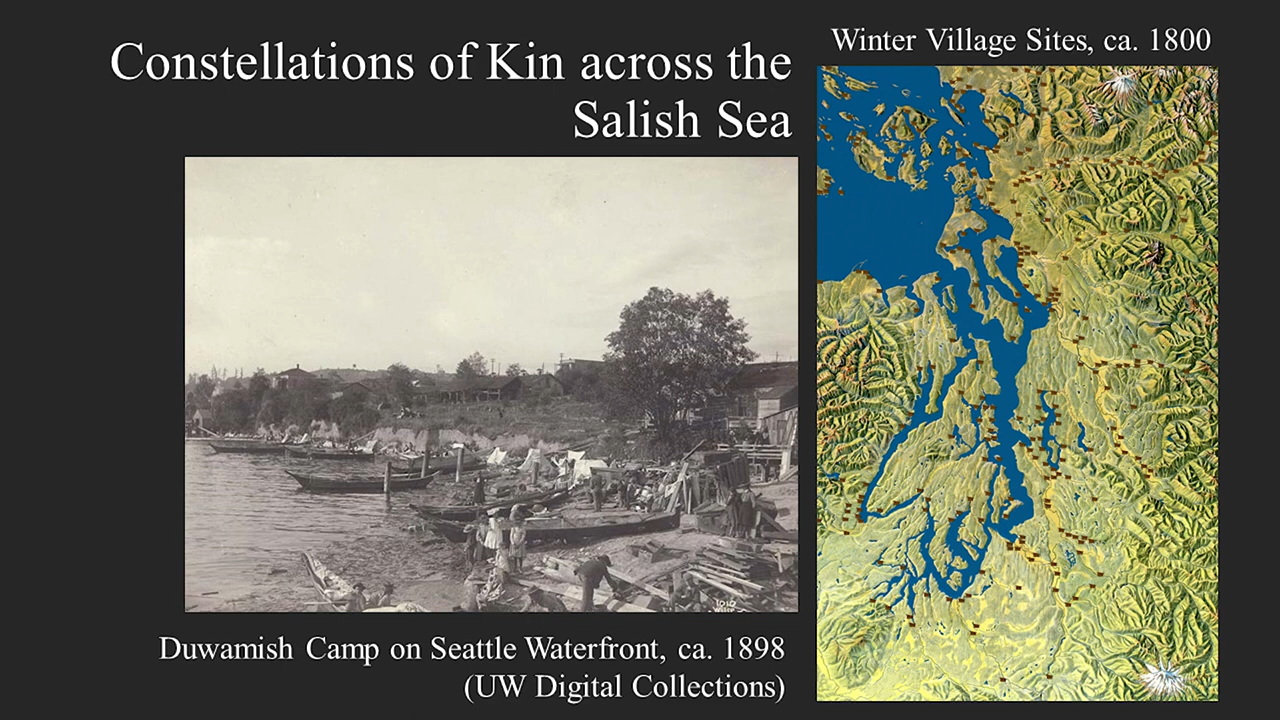 Constellations of Kin across the
Salish Sea
Winter Village Sites, ca. 1800
Duwamish Camp on Seattle Waterfront, ca. 1898
(UW Digital Collections)
1010